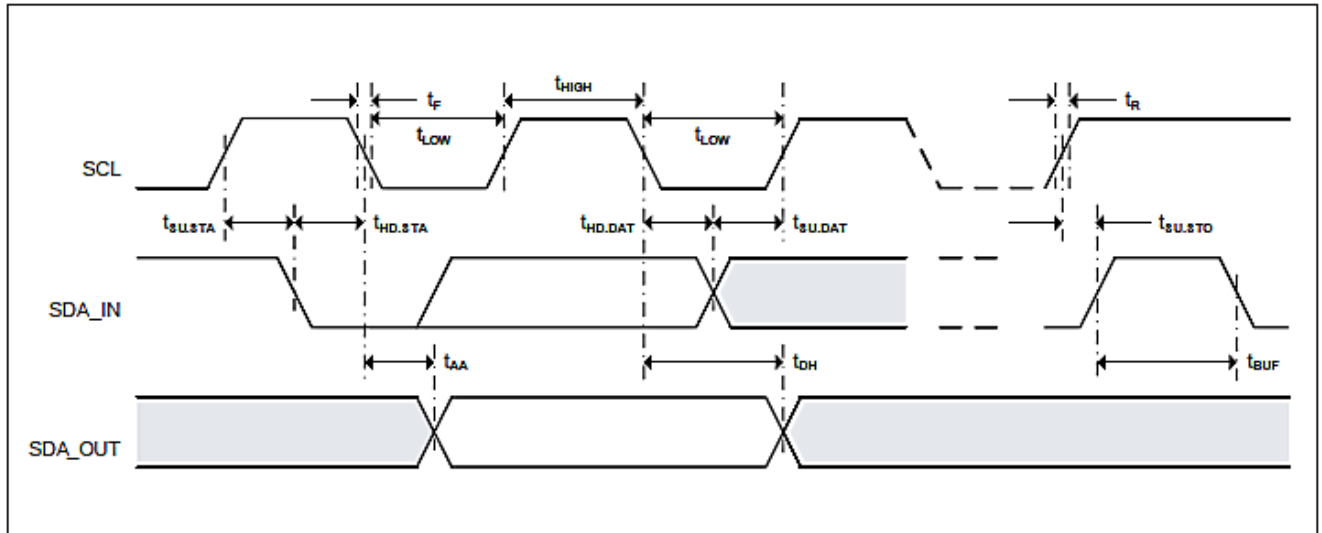 tF
tHIGH
tR
tLOW
tLOW
SCL
tSU.STA
tHD.STA
tHD.DAT
tSU.DAT
tSU.STO
SDA_IN
tAA
tDH
tBUF
SDA_OUT